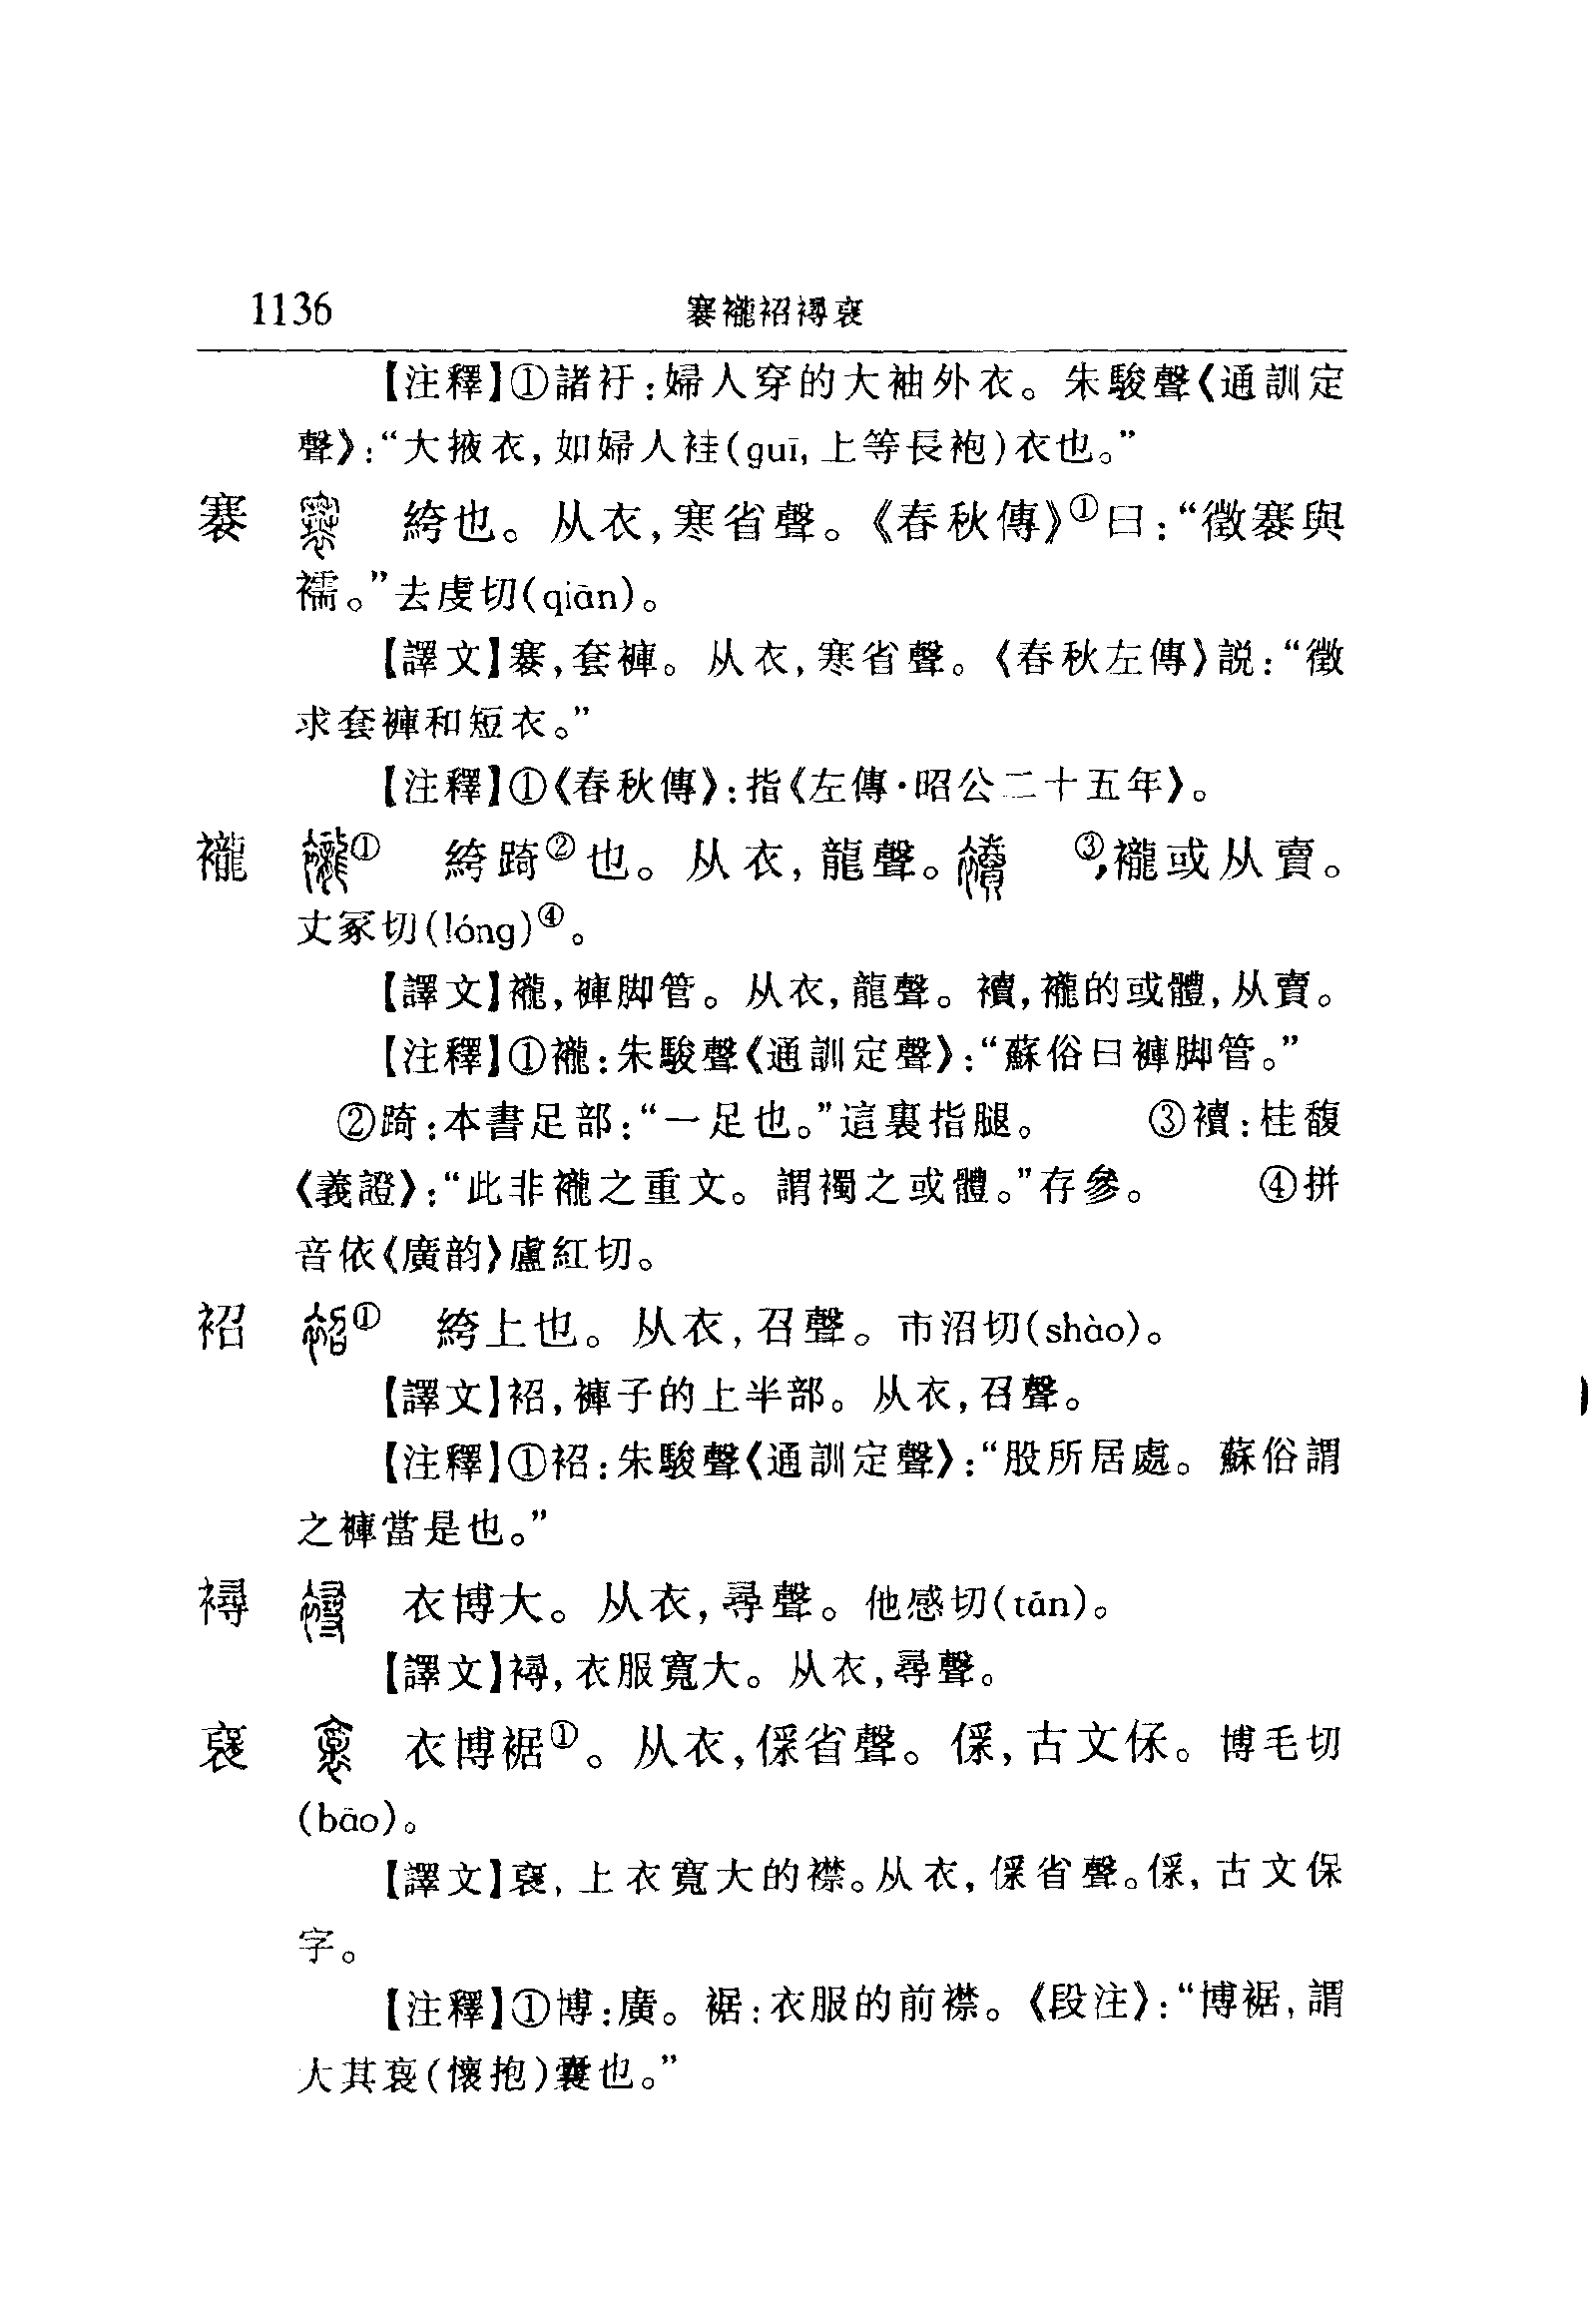 1136 褰襱袑襑襃
【注釋】①諸衧：婦人穿的大袖外衣。朱駿聲《通訓定
聲》：“大掖衣，如婦人袿(guī，上等長袍)衣也。”
褰 絝也。从衣，寒省聲。《春秋傳》①曰：“徵褰與
襦。”去虔切(qiān)。
【譯文】褰，套褲。从衣，寒省聲。《春秋左傳》説：“徵
求套褲和短衣。”
【注釋】①《春秋傳》：指《左傳·昭公二十五年》。
襱 ① 絝踦②也。从衣，龍聲。 ③，襱或从賣。
丈冢切(lóng)④。
【譯文】襱，褲脚管。从衣，龍聲。襩，襱的或體，从賣。
【注釋】①襱：朱駿聲《通訓定聲》：“蘇俗曰褲脚管。”
②踦：本書足部：“一足也。”這裏指腿。 ③襩：桂馥
《義證》：“此非襱之重文。謂襡之或體。”存參。 ④拼
音依《廣韵》盧紅切。
袑 ① 絝上也。从衣，召聲。市沼切(shào)。
【譯文】袑，褲子的上半部。从衣，召聲。
【注釋】①袑：朱駿聲《通訓定聲》：“股所居處。蘇俗謂
之褲當是也。”
襑 衣博大。从衣，尋聲。他感切(tǎn)。
【譯文】襑，衣服寬大。从衣，尋聲。
襃 衣博裾①。从衣，保省聲。保，古文保。博毛切
(bāo)。
【譯文】襃，上衣寬大的襟。从衣，保省聲。保，古文保
字。
【注釋】①博：廣。裾：衣服的前襟。《段注》：“博裾，謂
大其褱(懷抱)囊也。”